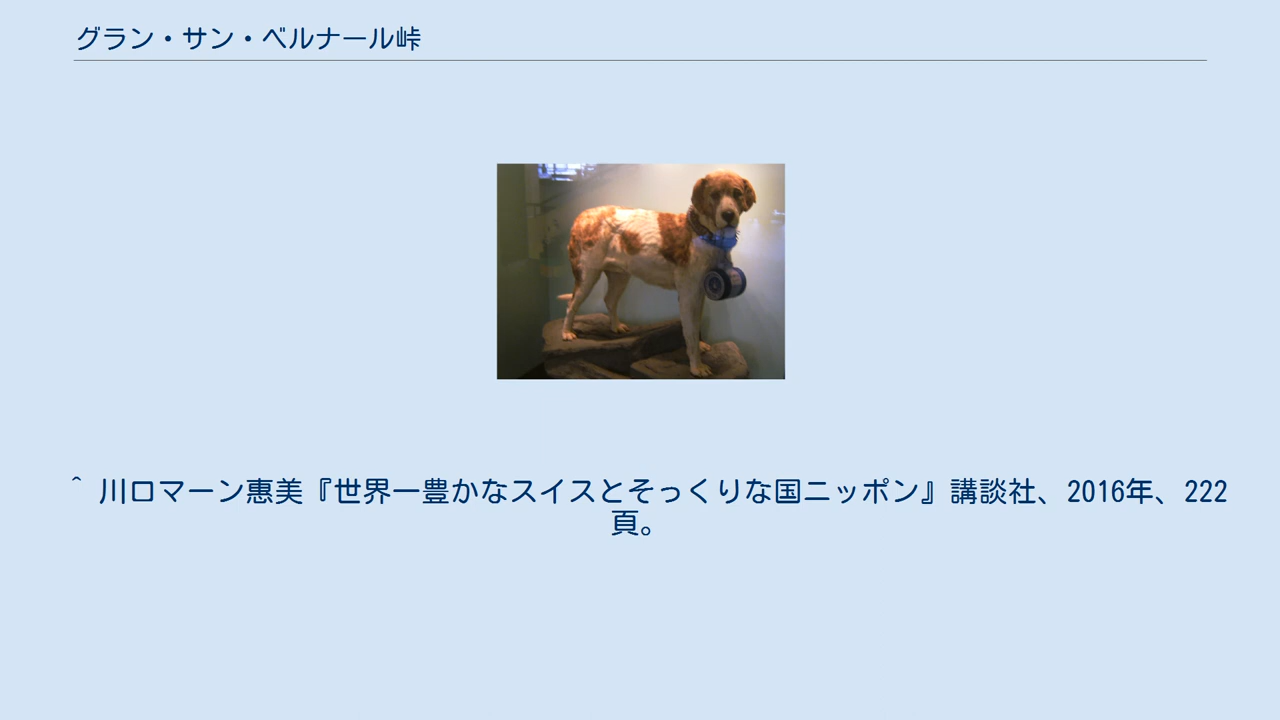 グラン・サン・ベルナール峠
^ 川口マーン惠美『世界一豊かなスイスとそっくりな国ニッポン』講談社、2016年、222
頁。